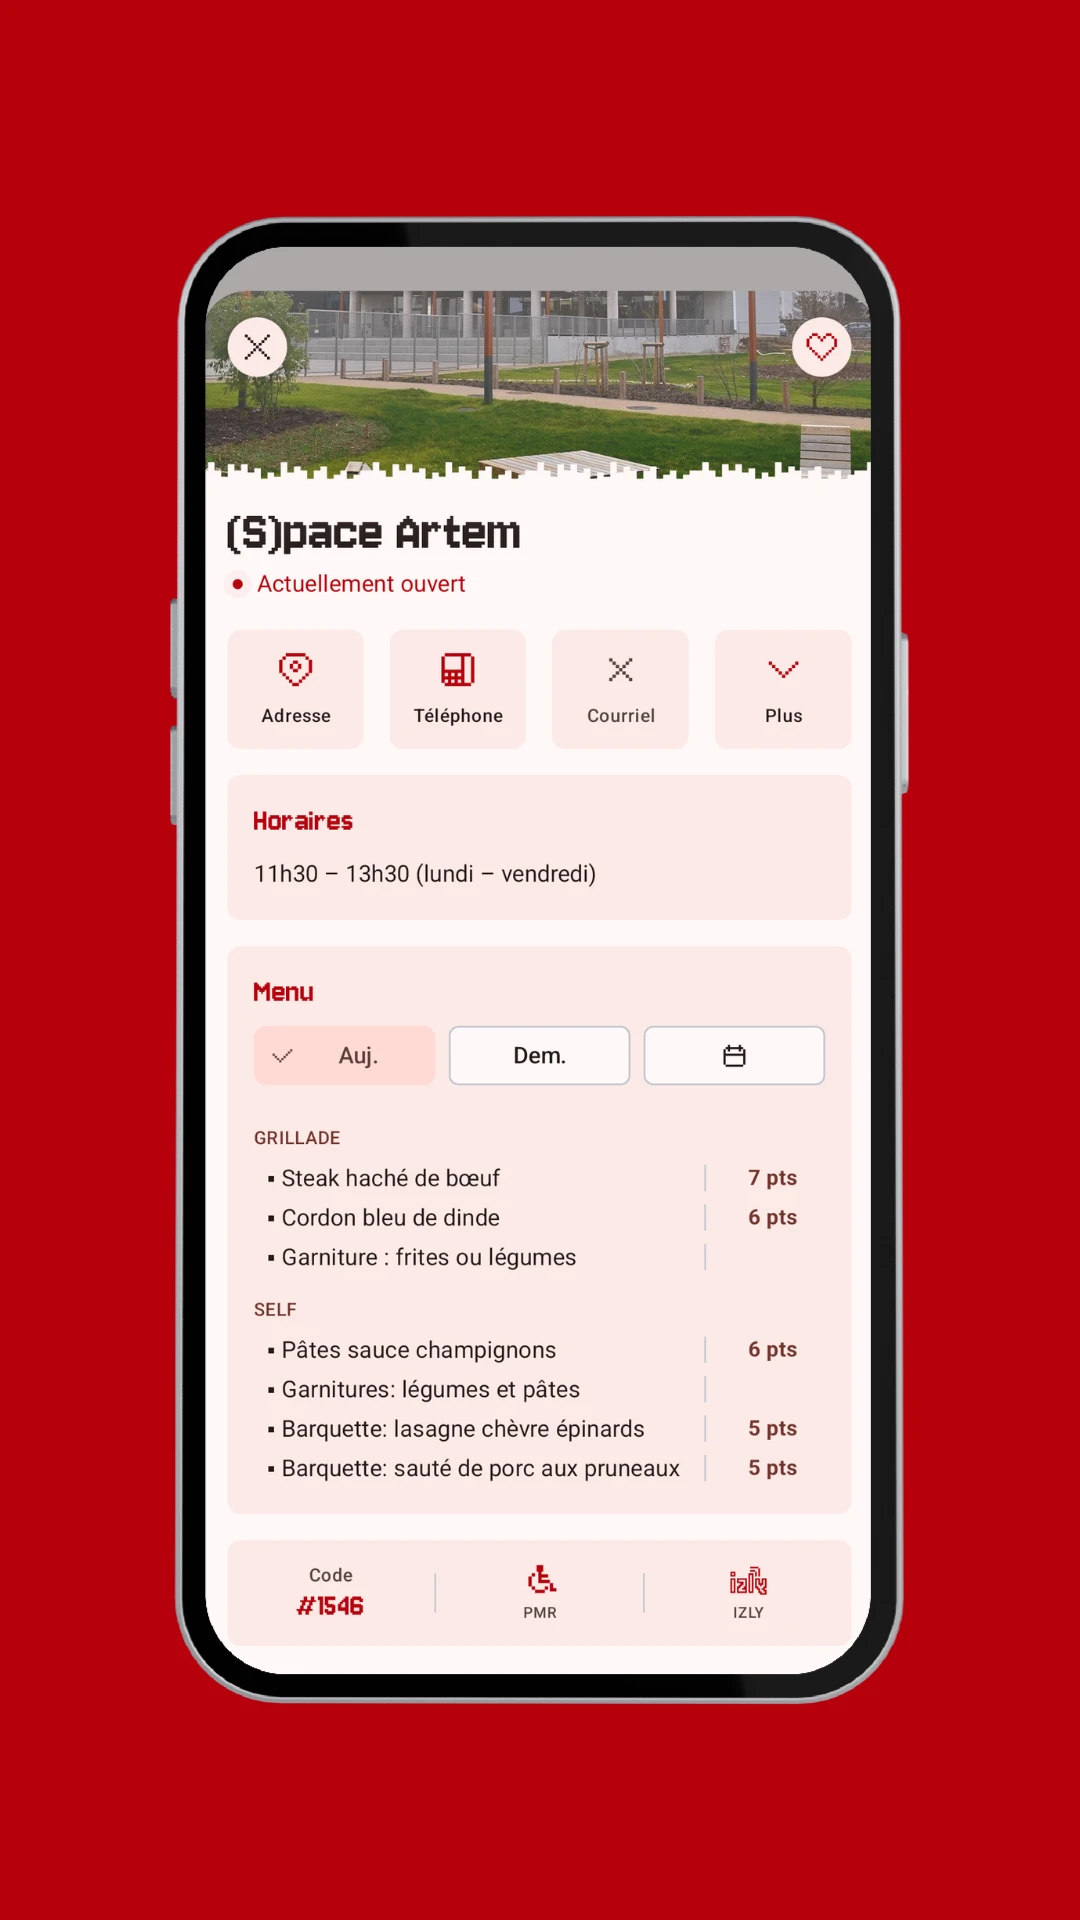 (S)pace Artem
Actuellement ouvert
Adresse
Téléphone
Courriel
Plus
Horaires
11h30 – 13h30 (lundi – vendredi)
Menu
Auj.
Dem.
GRILLADE
▪ Steak haché de bœuf 7 pts
▪ Cordon bleu de dinde 6 pts
▪ Garniture : frites ou légumes
SELF
▪ Pâtes sauce champignons 6 pts
▪ Garnitures: légumes et pâtes
▪ Barquette: lasagne chèvre épinards 5 pts
▪ Barquette: sauté de porc aux pruneaux 5 pts
Code
#1546
PMR
izly
IZLY